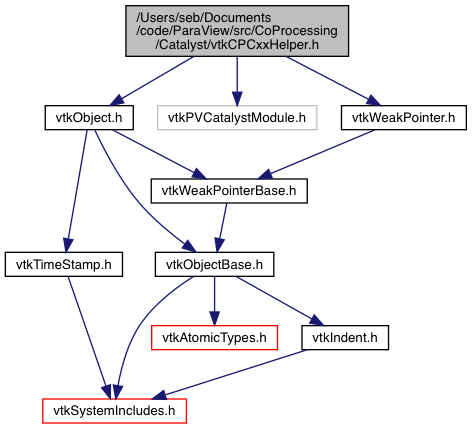 /Users/seb/Documents
/code/ParaView/src/CoProcessing
/Catalyst/vtkCPCxxHelper.h
vtkObject.h
vtkPVCatalystModule.h
vtkWeakPointer.h
vtkWeakPointerBase.h
vtkTimeStamp.h
vtkObjectBase.h
vtkAtomicTypes.h
vtkIndent.h
vtkSystemIncludes.h